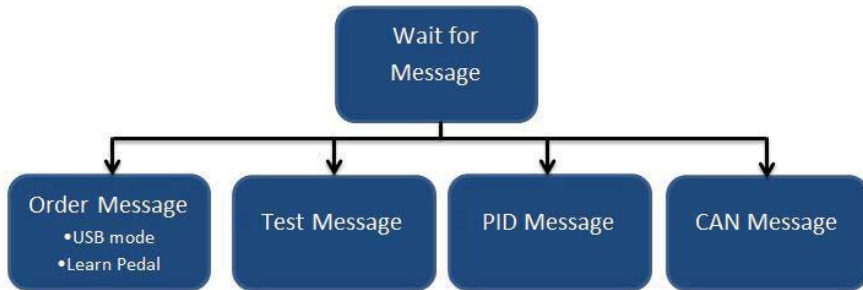 Wait for
Message
Order Message
•USB mode
•Learn Pedal
Test Message
PID Message
CAN Message